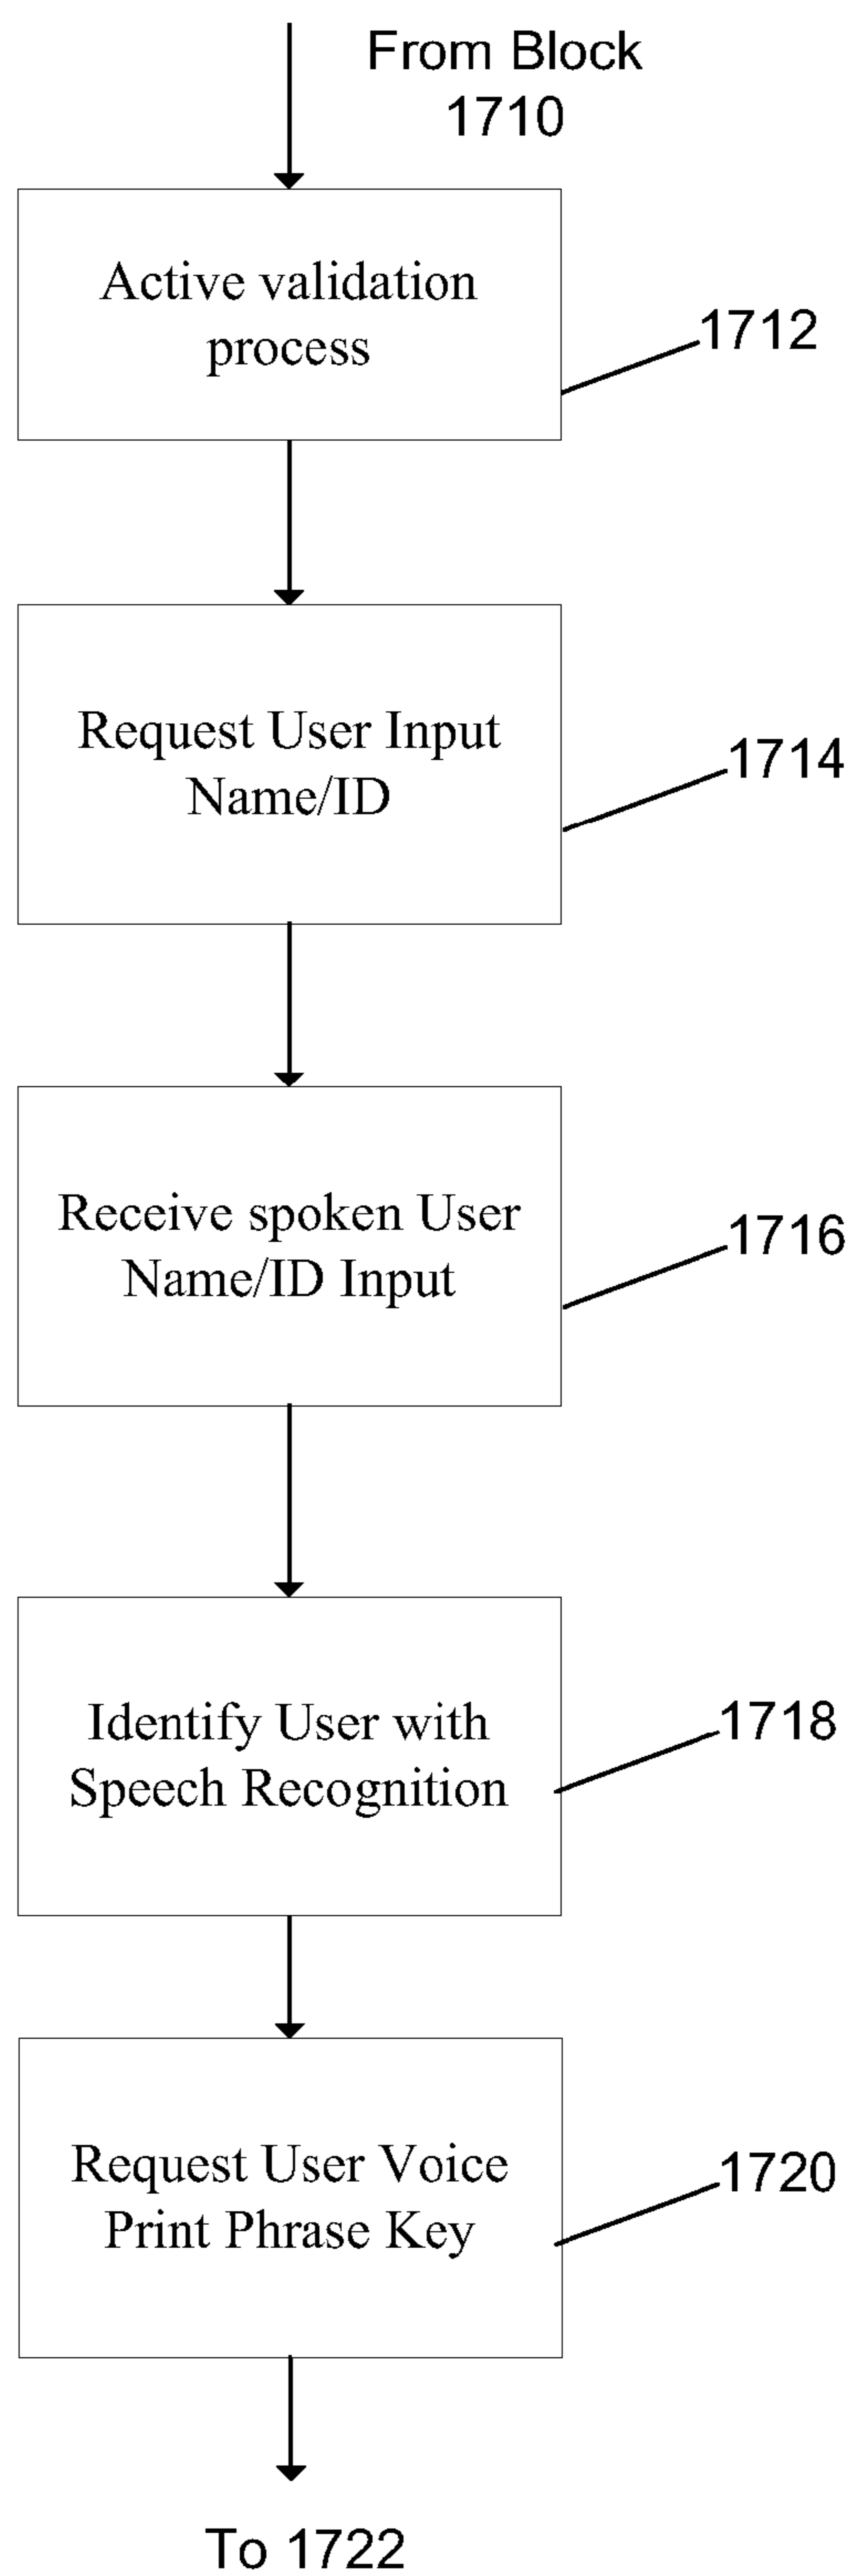 From Block
1710
Active validation
process
1712
Request User Input
Name/ID
1714
Receive spoken User
Name/ID Input
1716
Identify User with
Speech Recognition
1718
Request User Voice
Print Phrase Key
1720
To 1722